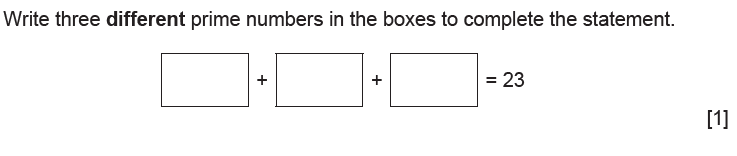 Write three different prime numbers in the boxes to complete the statement.
+ + = 23
[1]